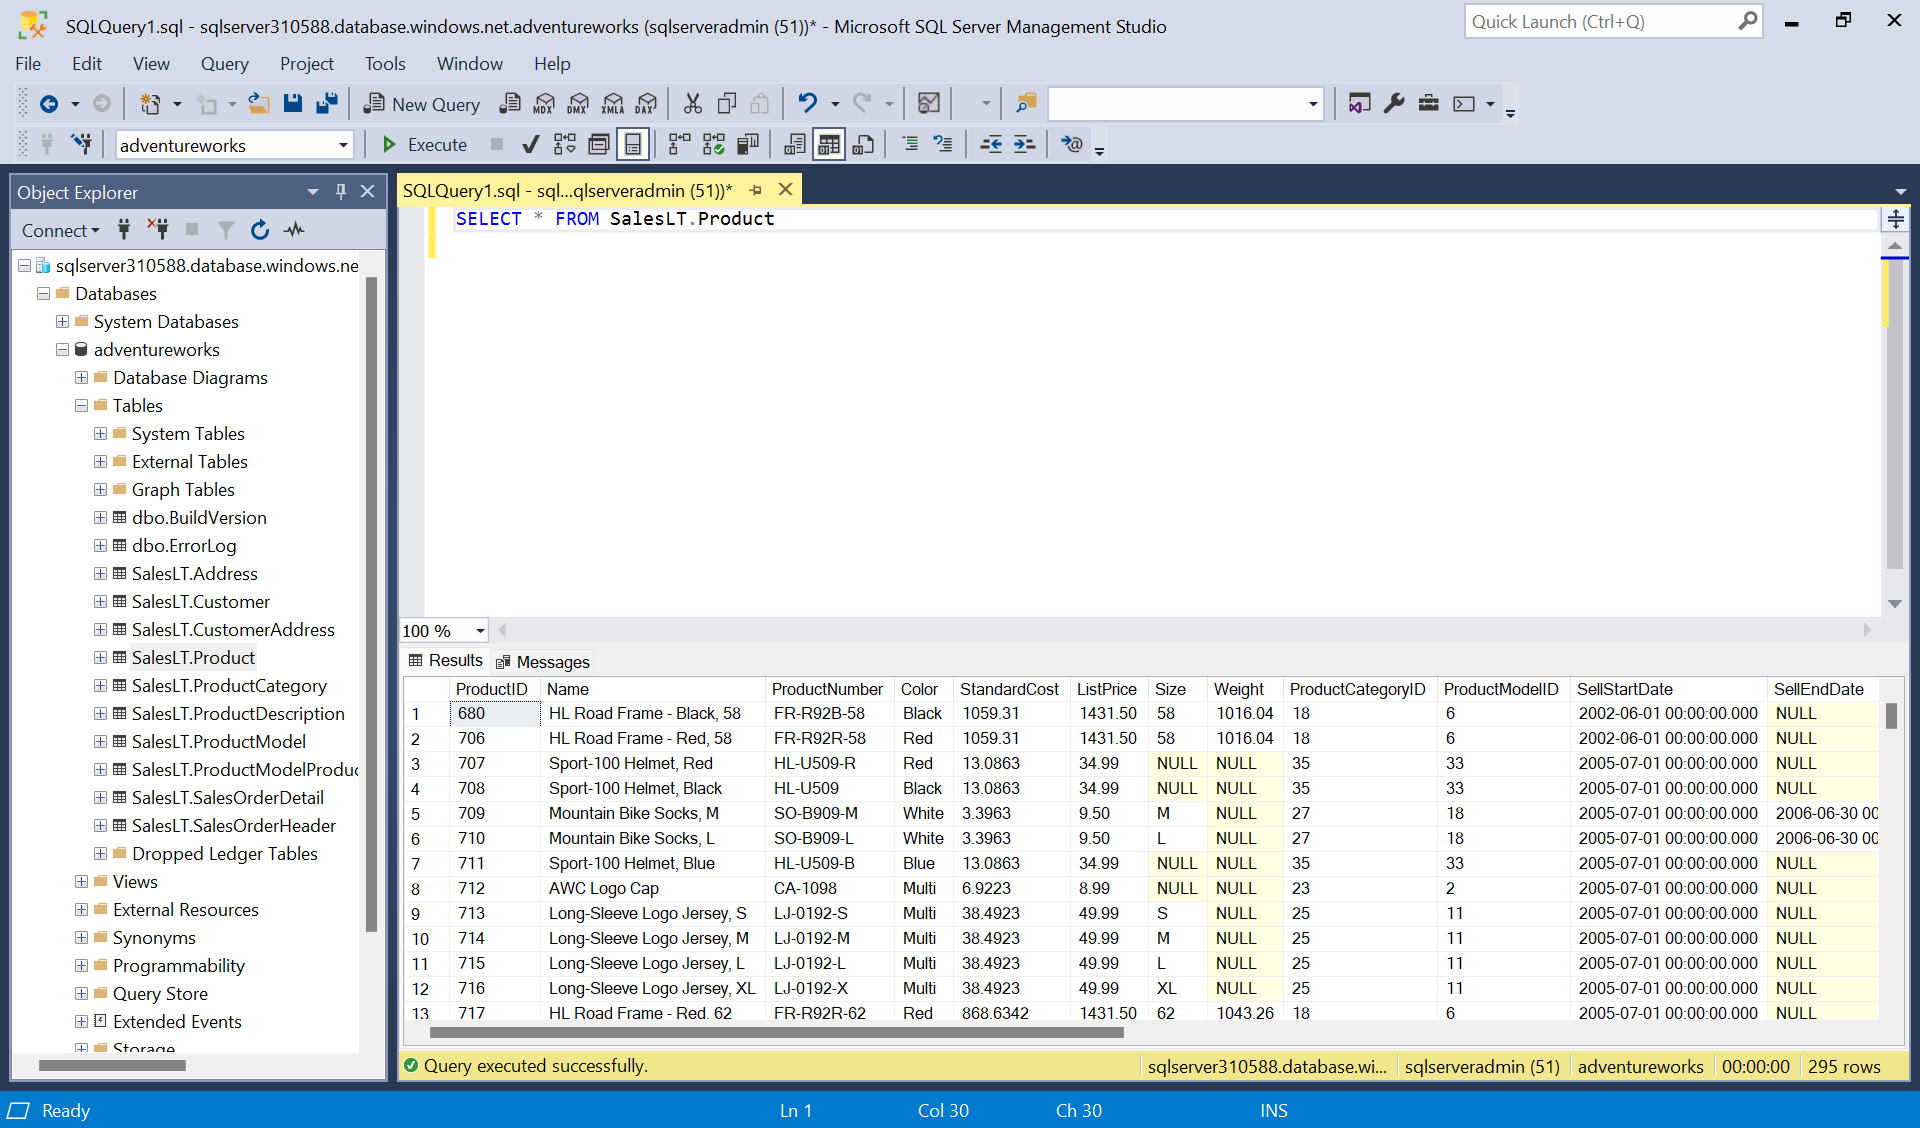 SQLQuery1.sql - sqlserver310588.database.windows.net.adventureworks (sqlserveradmin (51))* - Microsoft SQL Server Management Studio
Quick Launch (Ctrl+Q)
File Edit View Query Project Tools Window Help
New Query MDX DMX XMLA DAX
adventureworks Execute
Object Explorer
Connect
sqlserver310588.database.windows.ne
Databases
System Databases
adventureworks
Database Diagrams
Tables
System Tables
External Tables
Graph Tables
dbo.BuildVersion
dbo.ErrorLog
SalesLT.Address
SalesLT.Customer
SalesLT.CustomerAddress
SalesLT.Product
SalesLT.ProductCategory
SalesLT.ProductDescription
SalesLT.ProductModel
SalesLT.ProductModelProduc
SalesLT.SalesOrderDetail
SalesLT.SalesOrderHeader
Dropped Ledger Tables
Views
External Resources
Synonyms
Programmability
Query Store
Extended Events
Storage
SQLQuery1.sql - sql...qlserveradmin (51))*
SELECT * FROM SalesLT.Product
100 %
Results Messages
ProductID Name ProductNumber Color StandardCost ListPrice Size Weight ProductCategoryID ProductModelID SellStartDate SellEndDate
1 680 HL Road Frame - Black, 58 FR-R92B-58 Black 1059.31 1431.50 58 1016.04 18 6 2002-06-01 00:00:00.000 NULL
2 706 HL Road Frame - Red, 58 FR-R92R-58 Red 1059.31 1431.50 58 1016.04 18 6 2002-06-01 00:00:00.000 NULL
3 707 Sport-100 Helmet, Red HL-U509-R Red 13.0863 34.99 NULL NULL 35 33 2005-07-01 00:00:00.000 NULL
4 708 Sport-100 Helmet, Black HL-U509 Black 13.0863 34.99 NULL NULL 35 33 2005-07-01 00:00:00.000 NULL
5 709 Mountain Bike Socks, M SO-B909-M White 3.3963 9.50 M NULL 27 18 2005-07-01 00:00:00.000 2006-06-30 00
6 710 Mountain Bike Socks, L SO-B909-L White 3.3963 9.50 L NULL 27 18 2005-07-01 00:00:00.000 2006-06-30 00
7 711 Sport-100 Helmet, Blue HL-U509-B Blue 13.0863 34.99 NULL NULL 35 33 2005-07-01 00:00:00.000 NULL
8 712 AWC Logo Cap CA-1098 Multi 6.9223 8.99 NULL NULL 23 2 2005-07-01 00:00:00.000 NULL
9 713 Long-Sleeve Logo Jersey, S LJ-0192-S Multi 38.4923 49.99 S NULL 25 11 2005-07-01 00:00:00.000 NULL
10 714 Long-Sleeve Logo Jersey, M LJ-0192-M Multi 38.4923 49.99 M NULL 25 11 2005-07-01 00:00:00.000 NULL
11 715 Long-Sleeve Logo Jersey, L LJ-0192-L Multi 38.4923 49.99 L NULL 25 11 2005-07-01 00:00:00.000 NULL
12 716 Long-Sleeve Logo Jersey, XL LJ-0192-X Multi 38.4923 49.99 XL NULL 25 11 2005-07-01 00:00:00.000 NULL
13 717 HL Road Frame - Red, 62 FR-R92R-62 Red 868.6342 1431.50 62 1043.26 18 6 2005-07-01 00:00:00.000 NULL
Query executed successfully. sqlserver310588.database.wi... sqlserveradmin (51) adventureworks 00:00:00 295 rows
Ready Ln 1 Col 30 Ch 30 INS